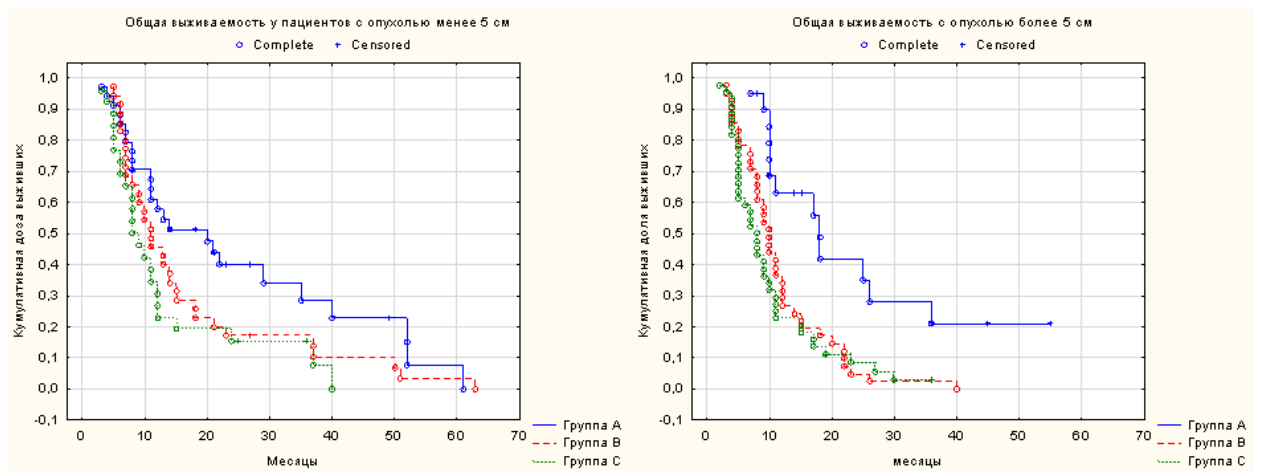 Общая выживаемость у пациентов с опухолью менее 5 см
Complete Censored
1,0
0,9
0,8
0,7
0,6
0,5
0,4
0,3
0,2
0,1
0,0
-0,1
Кумулативная доза выживших
0 10 20 30 40 50 60 70
Месяцы
Группа A
Группа B
Группа C
Общая выживаемость с опухолью более 5 см
Complete Censored
1,0
0,9
0,8
0,7
0,6
0,5
0,4
0,3
0,2
0,1
0,0
-0,1
Кумулативная доля выживших
0 10 20 30 40 50 60 70
месяцы
Группа A
Группа B
Группа C